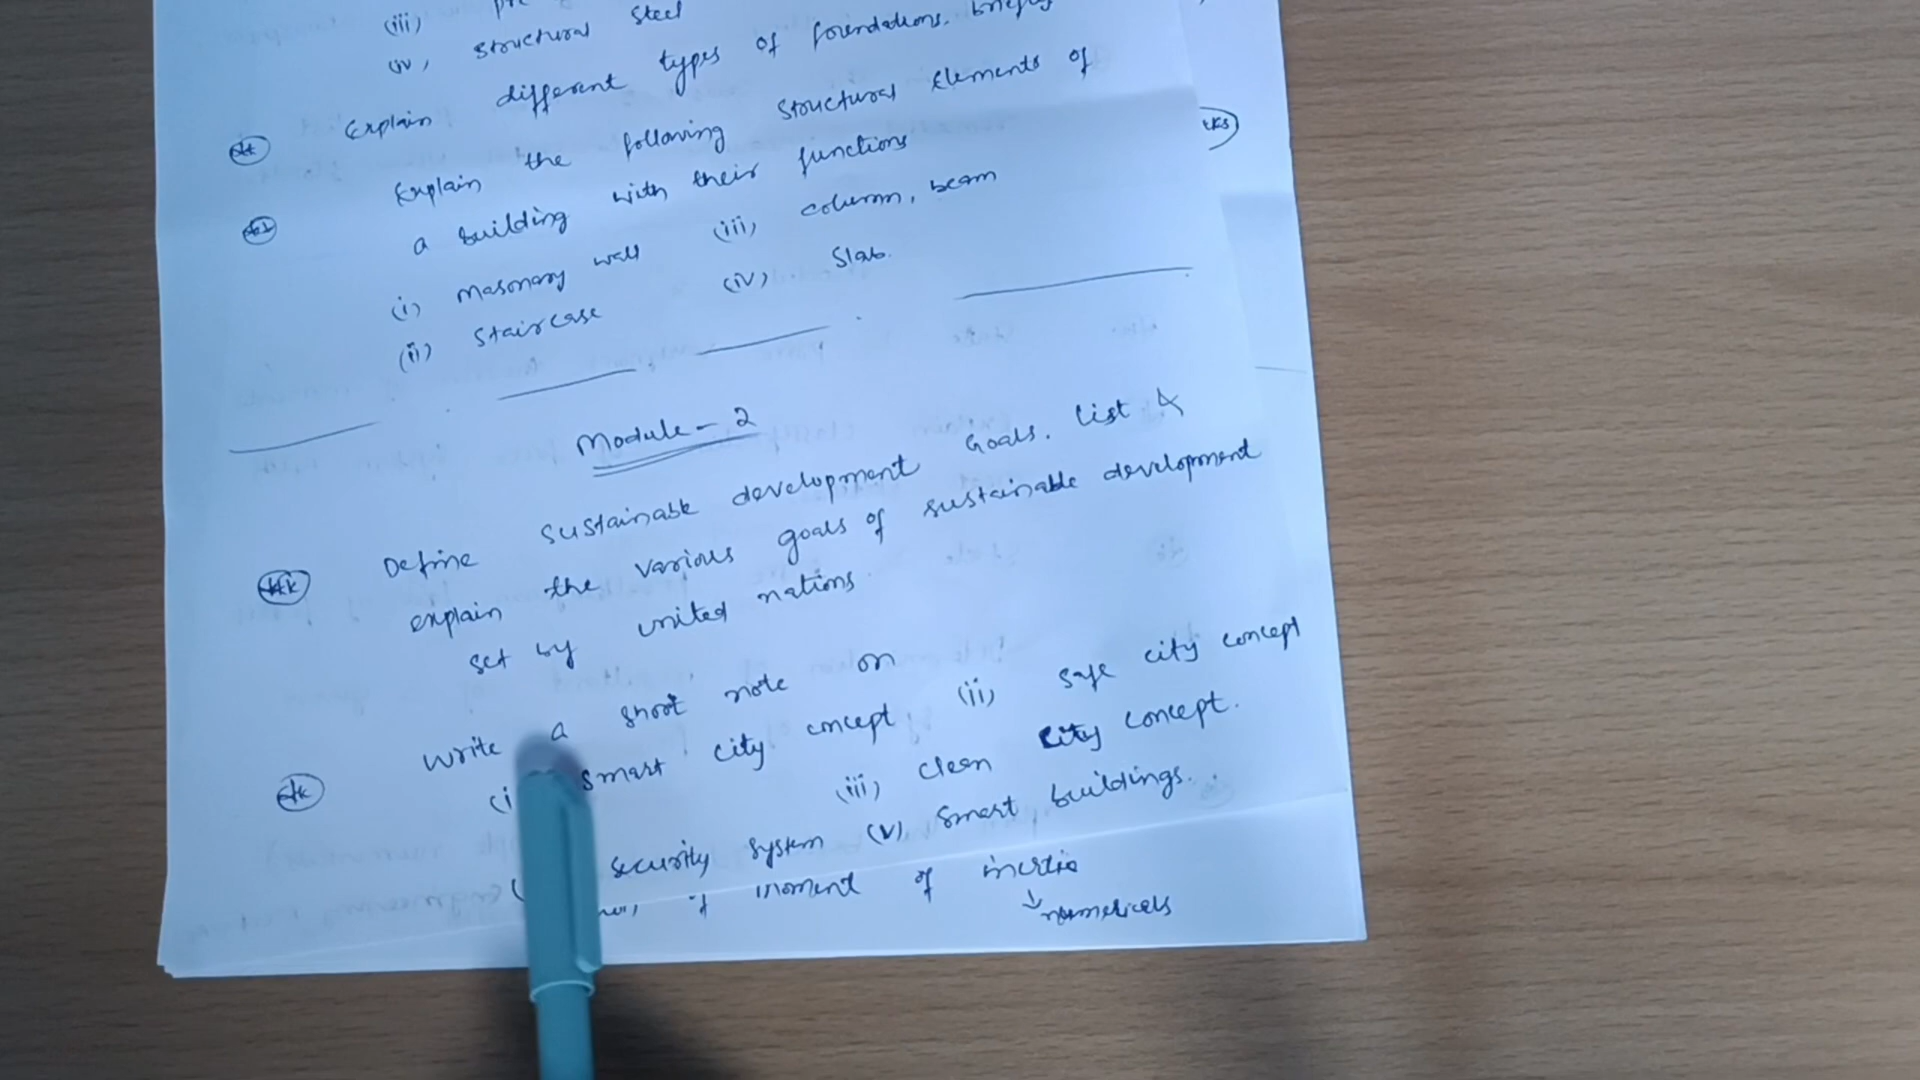 (iii) pre
(iv) structural steel
Explain different types of foundations. briefly
Explain the following structural elements of
a building with their functions
(i) masonary wall (iii) column, beam
(ii) Staircase (iv) Slab.
Module - 2
Define sustainable development Goals. List &
explain the various goals of sustainable development
set by united nations
write a short note on
(i smart city concept (ii) safe city concept
(iii) clean city concept.
security system (v) smart buildings.
of moment of inertia
↓ numericals